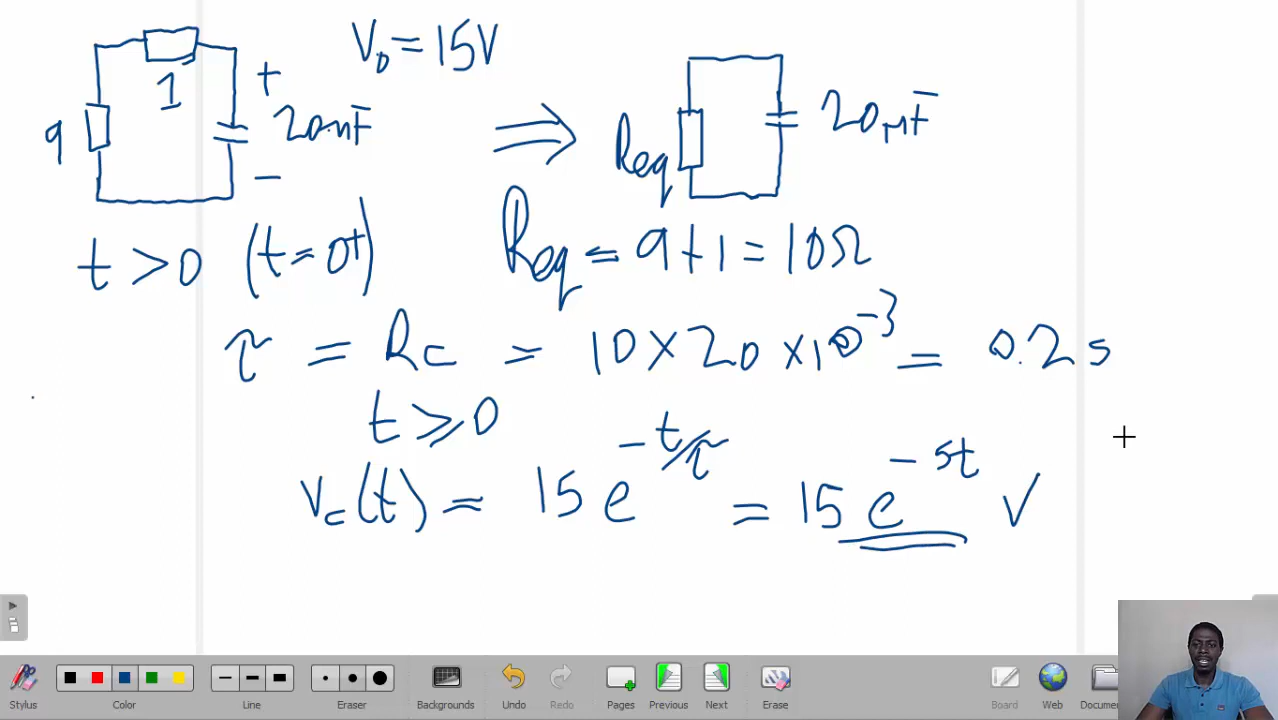 V₀ = 15V
1
+
9
20mF
−
⇒
Req
20mF
t > 0 (t = 0+)
Req = 9 + 1 = 10Ω
τ = Rc = 10 × 20 × 10⁻³ = 0.2 s
t ≥ 0
Vc(t) = 15 e^(−t/τ) = 15 e^(−5t) V
Stylus
Color
Line
Eraser
Backgrounds
Undo
Redo
Pages
Previous
Next
Erase
Board
Web
Docum